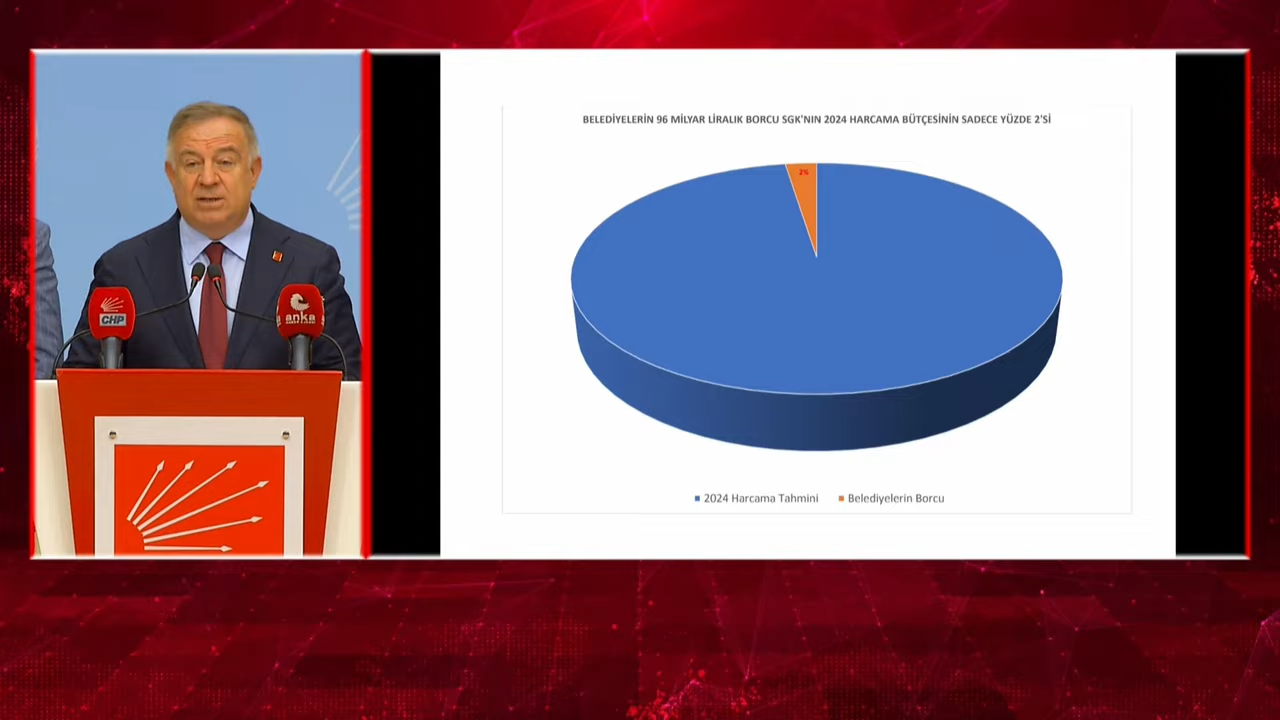 BELEDİYELERİN 96 MİLYAR LİRALIK BORCU SGK'NIN 2024 HARCAMA BÜTÇESİNİN SADECE YÜZDE 2'Sİ
2%
2024 Harcama Tahmini
Belediyelerin Borcu
CHP
anka